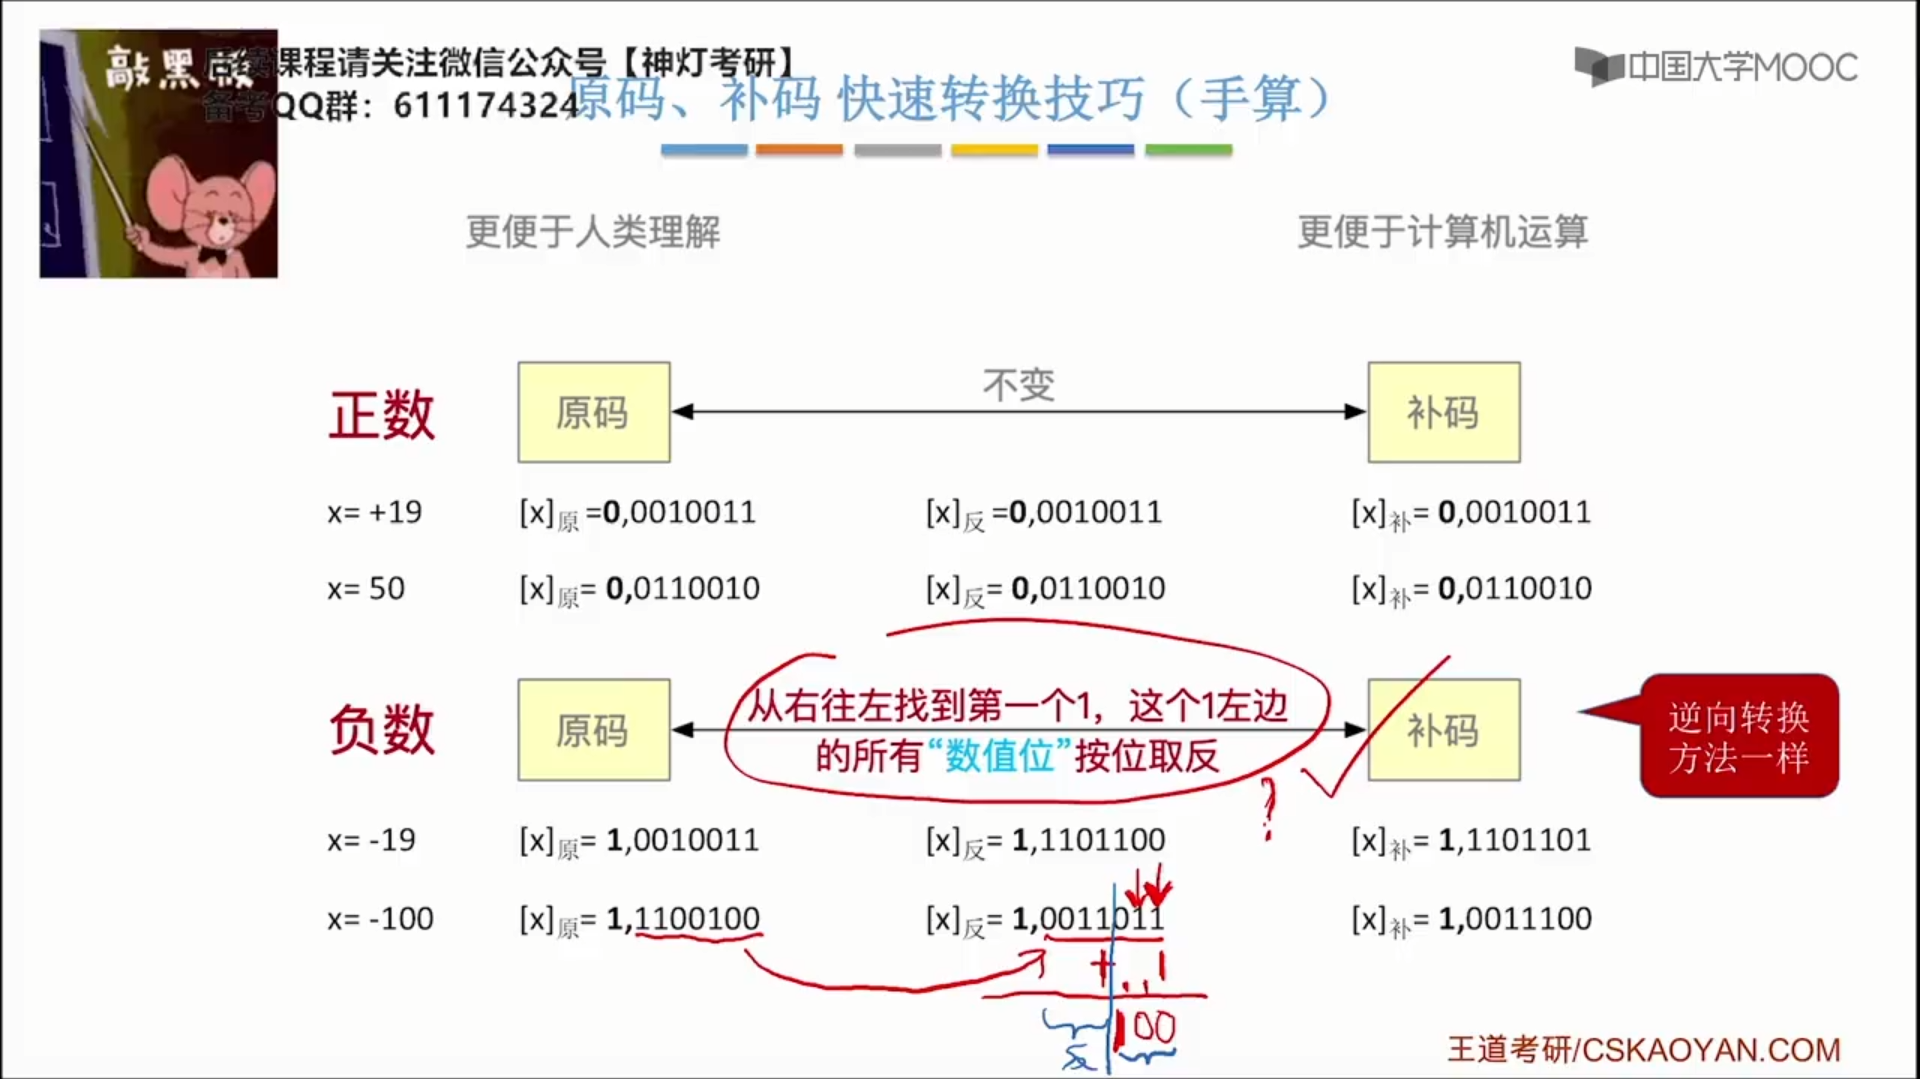 敲黑板
后续课程请关注微信公众号【神灯考研】
备考QQ群：611174324
原码、补码 快速转换技巧（手算）
中国大学MOOC
更便于人类理解
更便于计算机运算
正数
原码
不变
补码
x= +19
[x]原 =0,0010011
[x]反 =0,0010011
[x]补= 0,0010011
x= 50
[x]原= 0,0110010
[x]反= 0,0110010
[x]补= 0,0110010
负数
原码
从右往左找到第一个1，这个1左边
的所有“数值位”按位取反
补码
逆向转换
方法一样
?
x= -19
[x]原= 1,0010011
[x]反= 1,1101100
[x]补= 1,1101101
x= -100
[x]原= 1,1100100
[x]反= 1,0011011
[x]补= 1,0011100
+ 1
100
王道考研/CSKAOYAN.COM